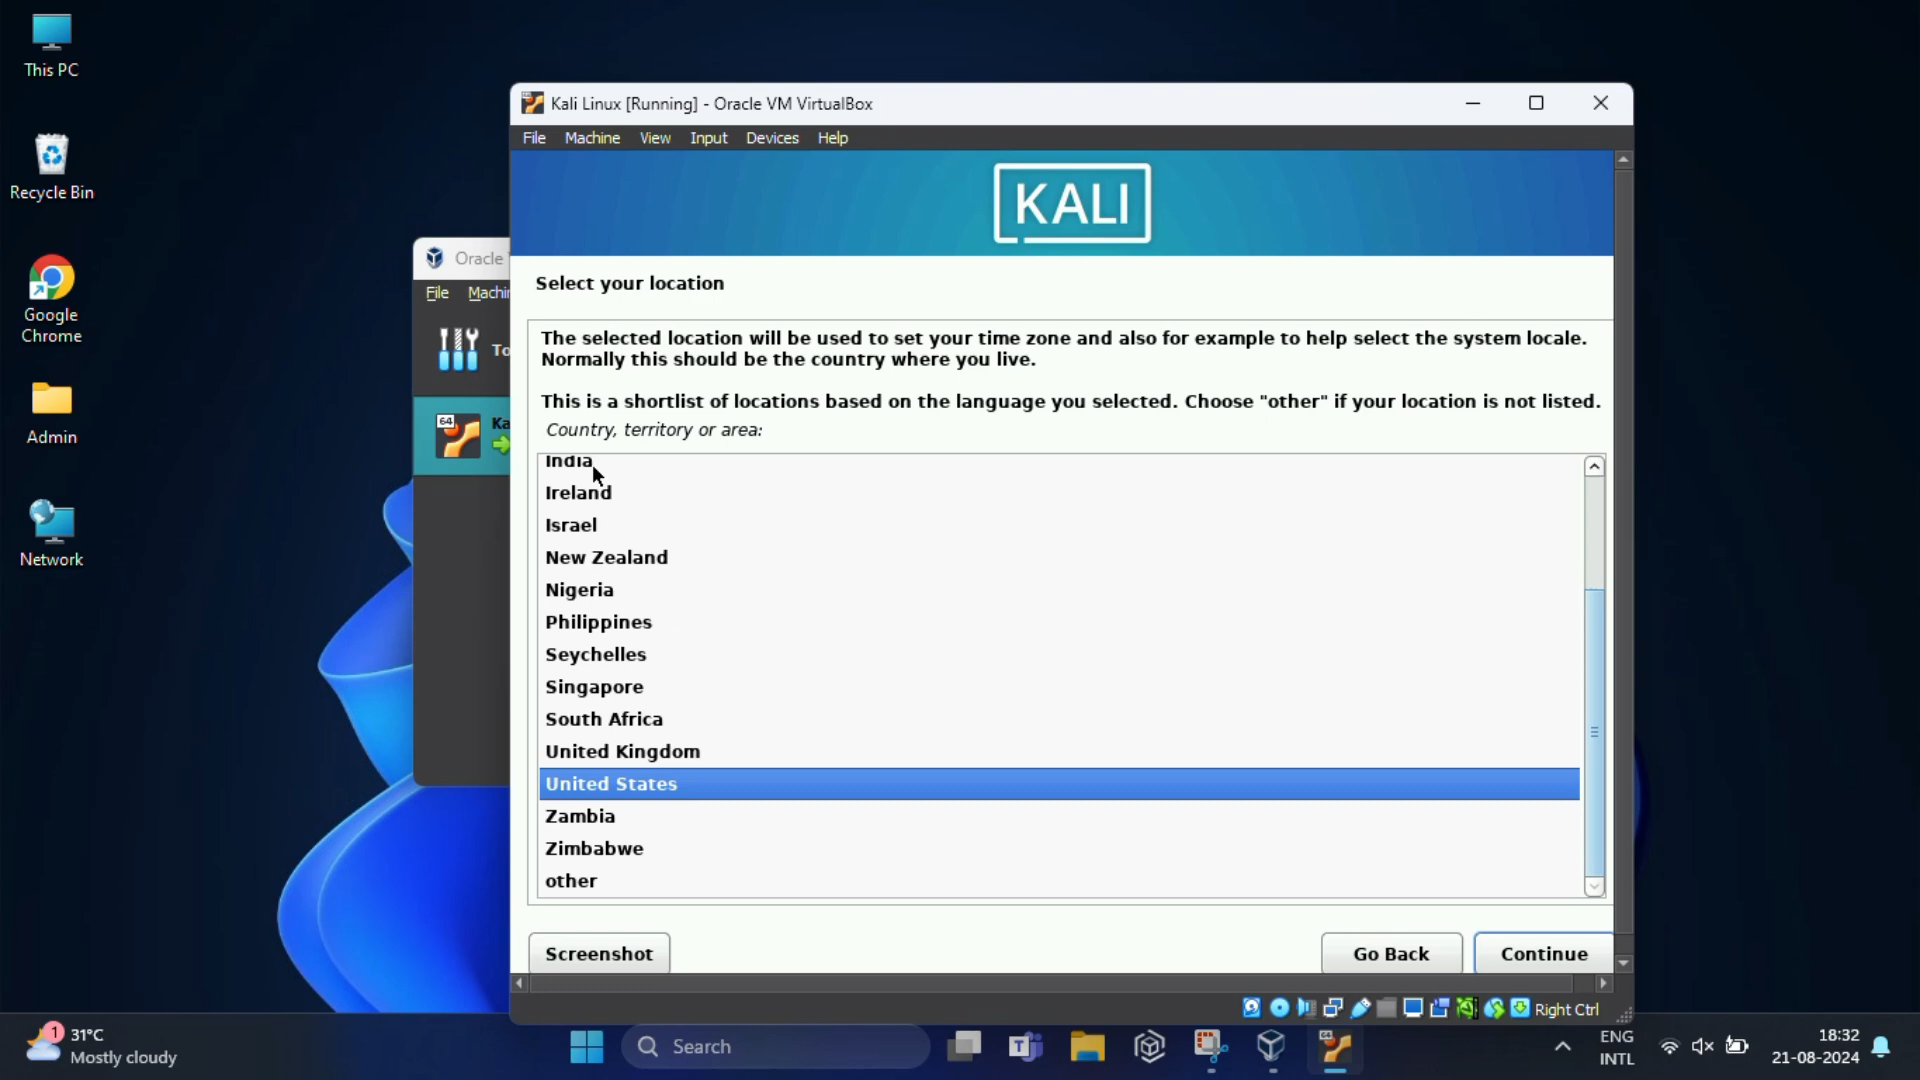 This PC
Recycle Bin
Google
Chrome
Admin
Network
Oracle
File Machin
To
64
Ka
Kali Linux [Running] - Oracle VM VirtualBox
File Machine View Input Devices Help
KALI
Select your location
The selected location will be used to set your time zone and also for example to help select the system locale.
Normally this should be the country where you live.
This is a shortlist of locations based on the language you selected. Choose "other" if your location is not listed.
Country, territory or area:
India
Ireland
Israel
New Zealand
Nigeria
Philippines
Seychelles
Singapore
South Africa
United Kingdom
United States
Zambia
Zimbabwe
other
Screenshot Go Back Continue
Right Ctrl
1
31°C
Mostly cloudy
Search
ENG
INTL
18:32
21-08-2024